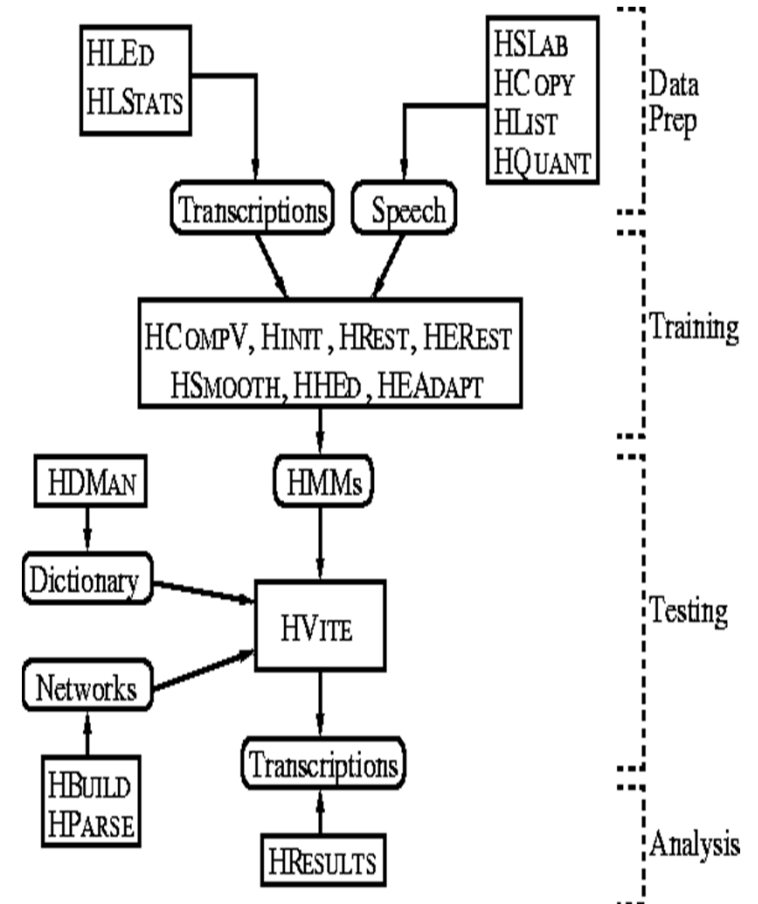 HLED
HLSTATS
HSLAB
HCOPY
HLIST
HQUANT
Data
Prep
Transcriptions
Speech
HCOMPV, HINIT, HREST, HEREST
HSMOOTH, HHED, HEADAPT
Training
HDMAN
HMMs
Dictionary
HVITE
Testing
Networks
Transcriptions
HBUILD
HPARSE
HRESULTS
Analysis